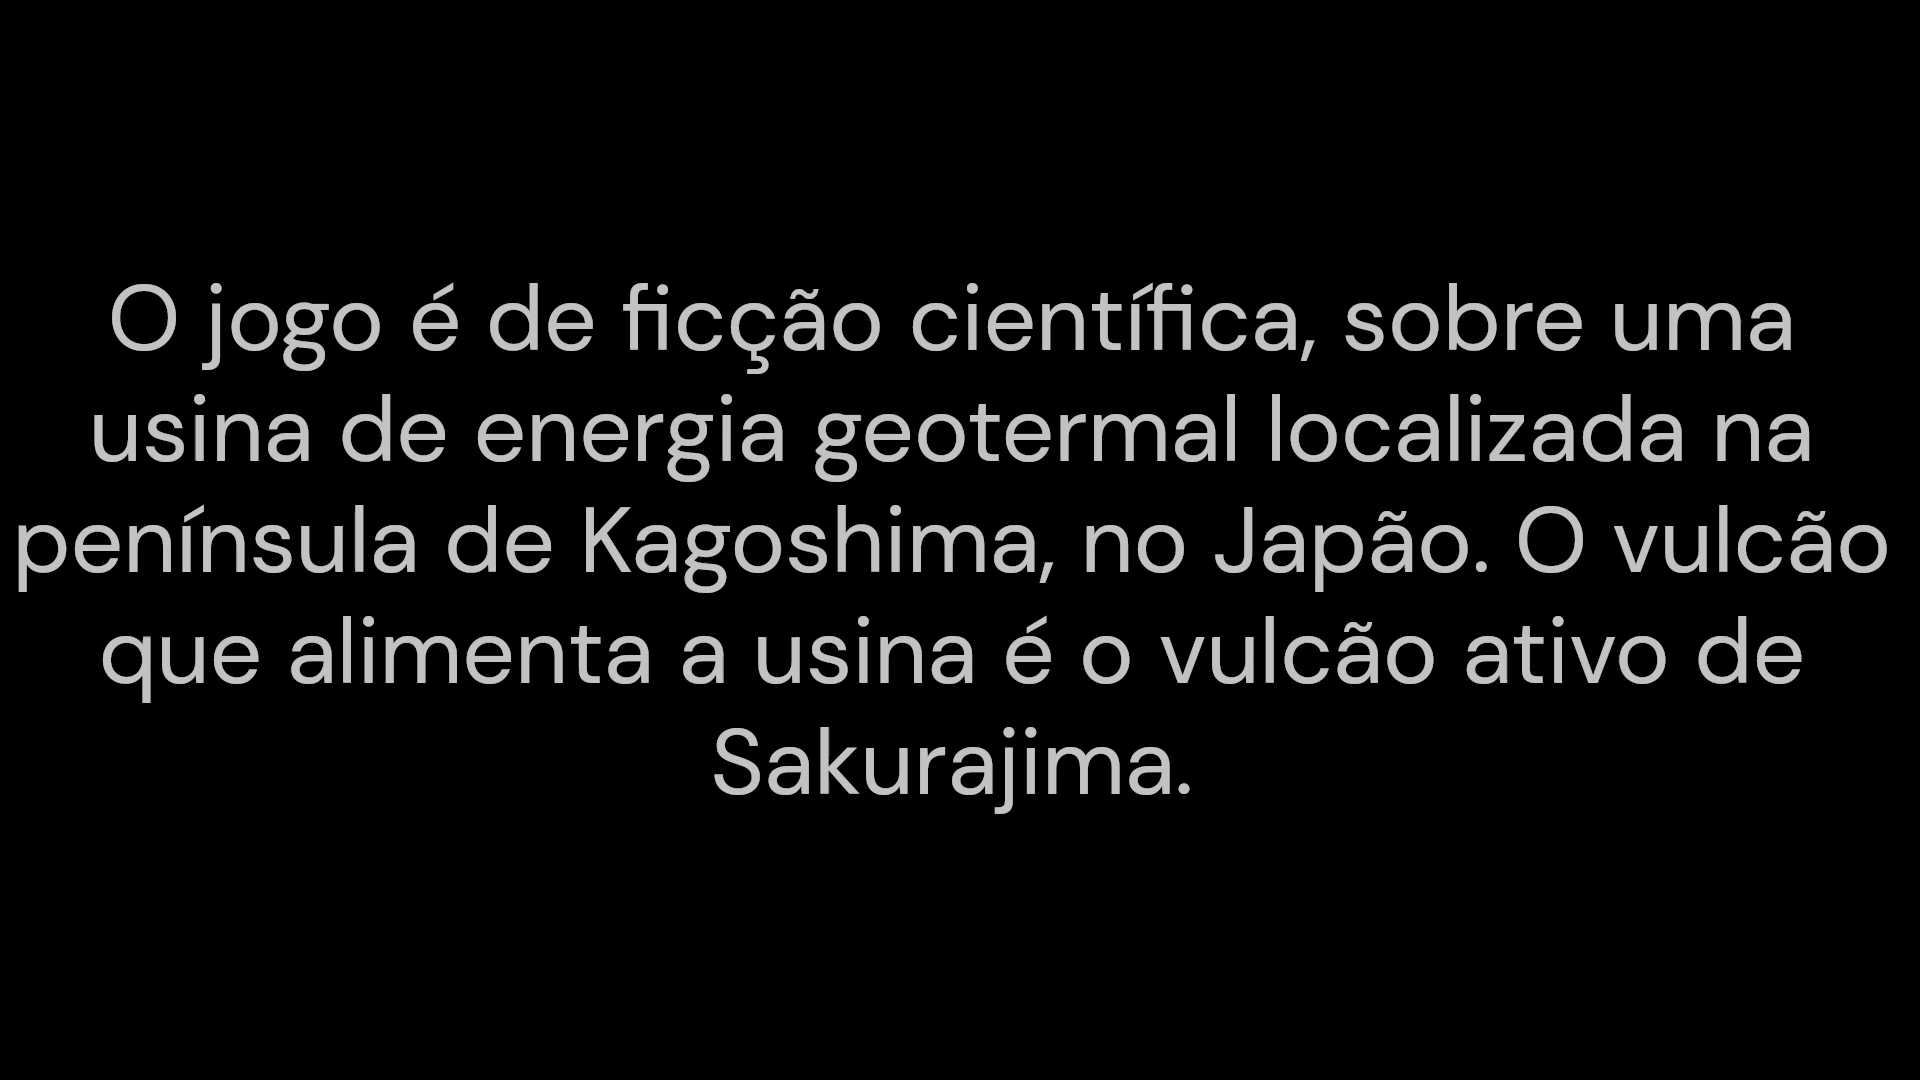 O jogo é de ficção científica, sobre uma
usina de energia geotermal localizada na
península de Kagoshima, no Japão. O vulcão
que alimenta a usina é o vulcão ativo de
Sakurajima.